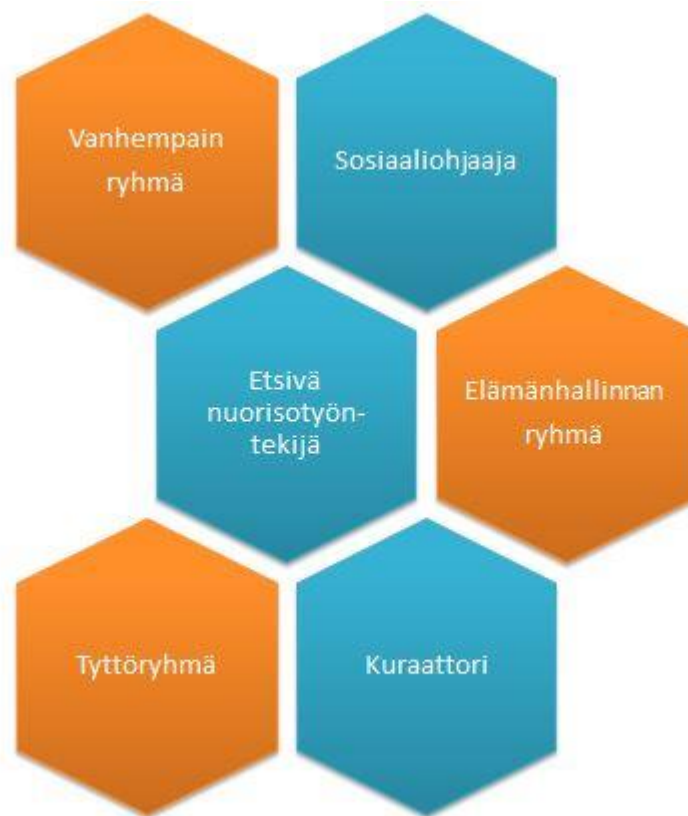 Vanhempain
ryhmä
Sosiaaliohjaaja
Etsivä
nuorisotyön-
tekijä
Elämänhallinnan
ryhmä
Tyttöryhmä
Kuraattori